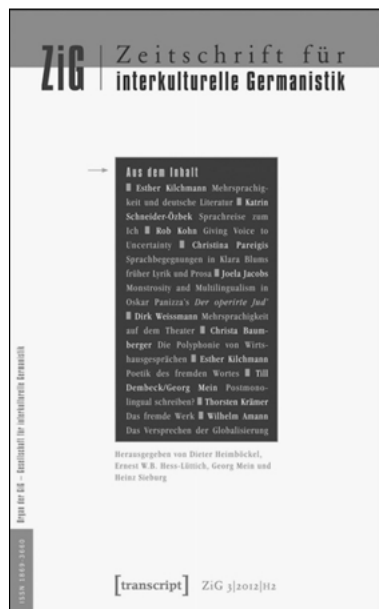 ZiG
Zeitschrift für
interkulturelle Germanistik
Aus dem Inhalt
Esther Kilchmann Mehrsprachig-
keit und deutsche Literatur Katrin
Schneider-Özbek Sprachreise zum
Ich Rob Kohn Giving Voice to
Uncertainty Christina Pareigis
Sprachbegegnungen in Klara Blums
früher Lyrik und Prosa Joela Jacobs
Monstrosity and Multilingualism in
Oskar Panizza's Der operirte Jud'
Dirk Weissmann Mehrsprachigkeit
auf dem Theater Christa Baum-
berger Die Polyphonie von Wirts-
hausgesprächen Esther Kilchmann
Poetik des fremden Wortes Till
Dembeck/Georg Mein Postmono-
lingual schreiben? Thorsten Krämer
Das fremde Werk Wilhelm Amann
Das Versprechen der Globalisierung
Herausgegeben von Dieter Heimböckel,
Ernest W.B. Hess-Lüttich, Georg Mein und
Heinz Sieburg
Organ der GiG – Gesellschaft für interkulturelle Germanistik
ISSN 1869-3660
[transcript] ZiG 3|2012|H2